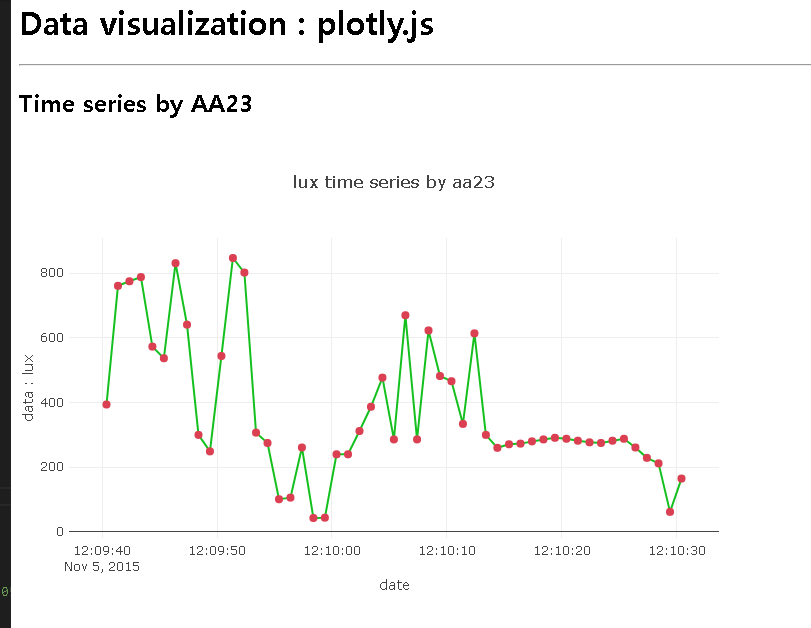 Data visualization : plotly.js
Time series by AA23
lux time series by aa23
800
600
400
200
0
data : lux
12:09:40
Nov 5, 2015
12:09:50
12:10:00
12:10:10
12:10:20
12:10:30
date
0